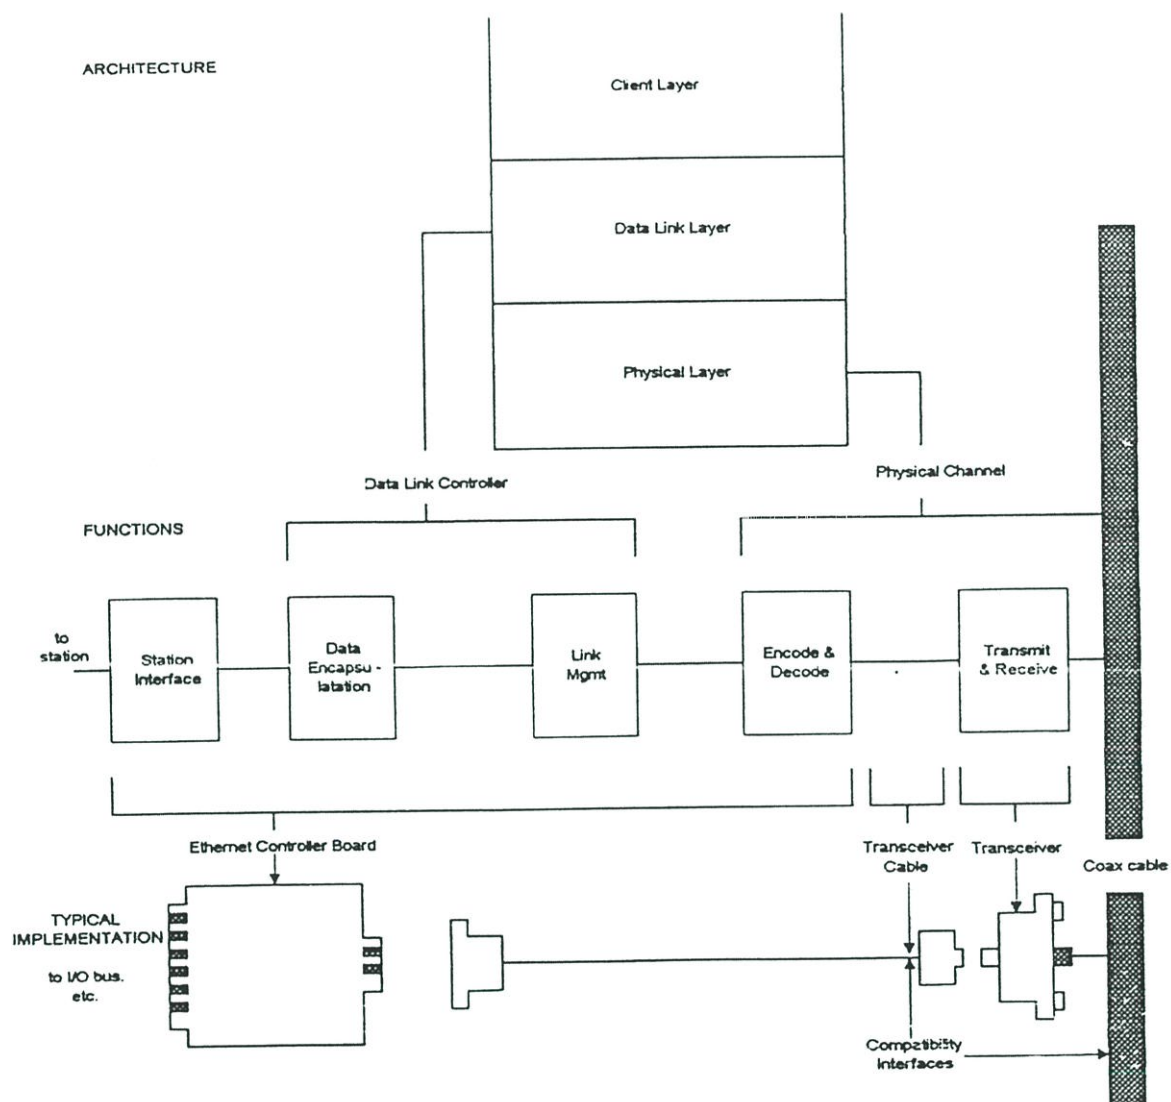 ARCHITECTURE
Client Layer
Data Link Layer
Physical Layer
Data Link Controller
Physical Channel
FUNCTIONS
to
station
Station
Interface
Data
Encapsu -
latation
Link
Mgmt
Encode &
Decode
Transmit
& Receive
Ethernet Controller Board
Transceiver
Cable
Transceiver
Coax cable
TYPICAL
IMPLEMENTATION
to I/O bus.
etc.
Compatibility
Interfaces